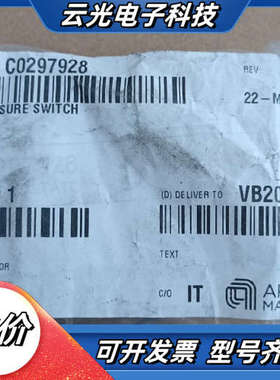 云光电子科技
C0297928
REV
SURE SWITCH
22-M
1
(D) DELIVER TO
VB20
TEXT
OR
C/O IT
A
MA
价
可开发票 型号齐